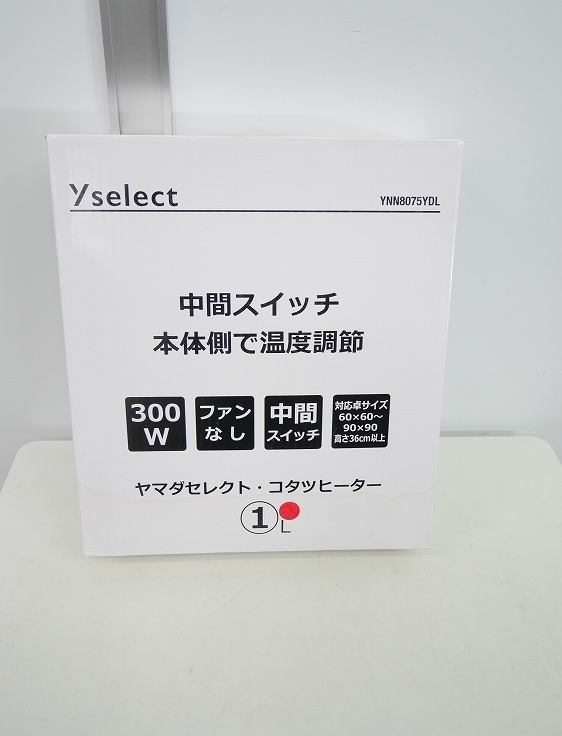 Yselect
YNN8075YDL
中間スイッチ
本体側で温度調節
300
W
ファン
なし
中間
スイッチ
対応卓サイズ
60×60～
90×90
高さ36cm以上
ヤマダセレクト・コタツヒーター
①
L